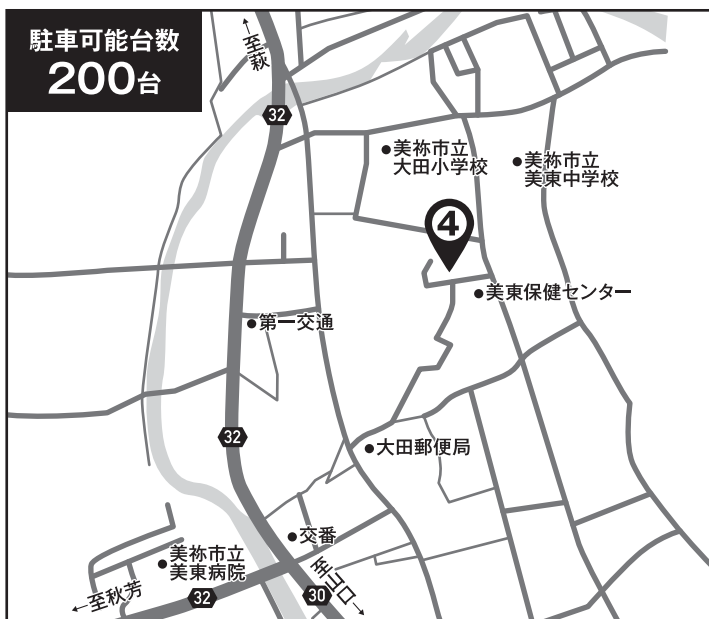 駐車可能台数
200台
←至萩
32
美祢市立
大田小学校
美祢市立
美東中学校
4
美東保健センター
第一交通
32
大田郵便局
交番
美祢市立
美東病院
←至秋芳
32
30
至山口→